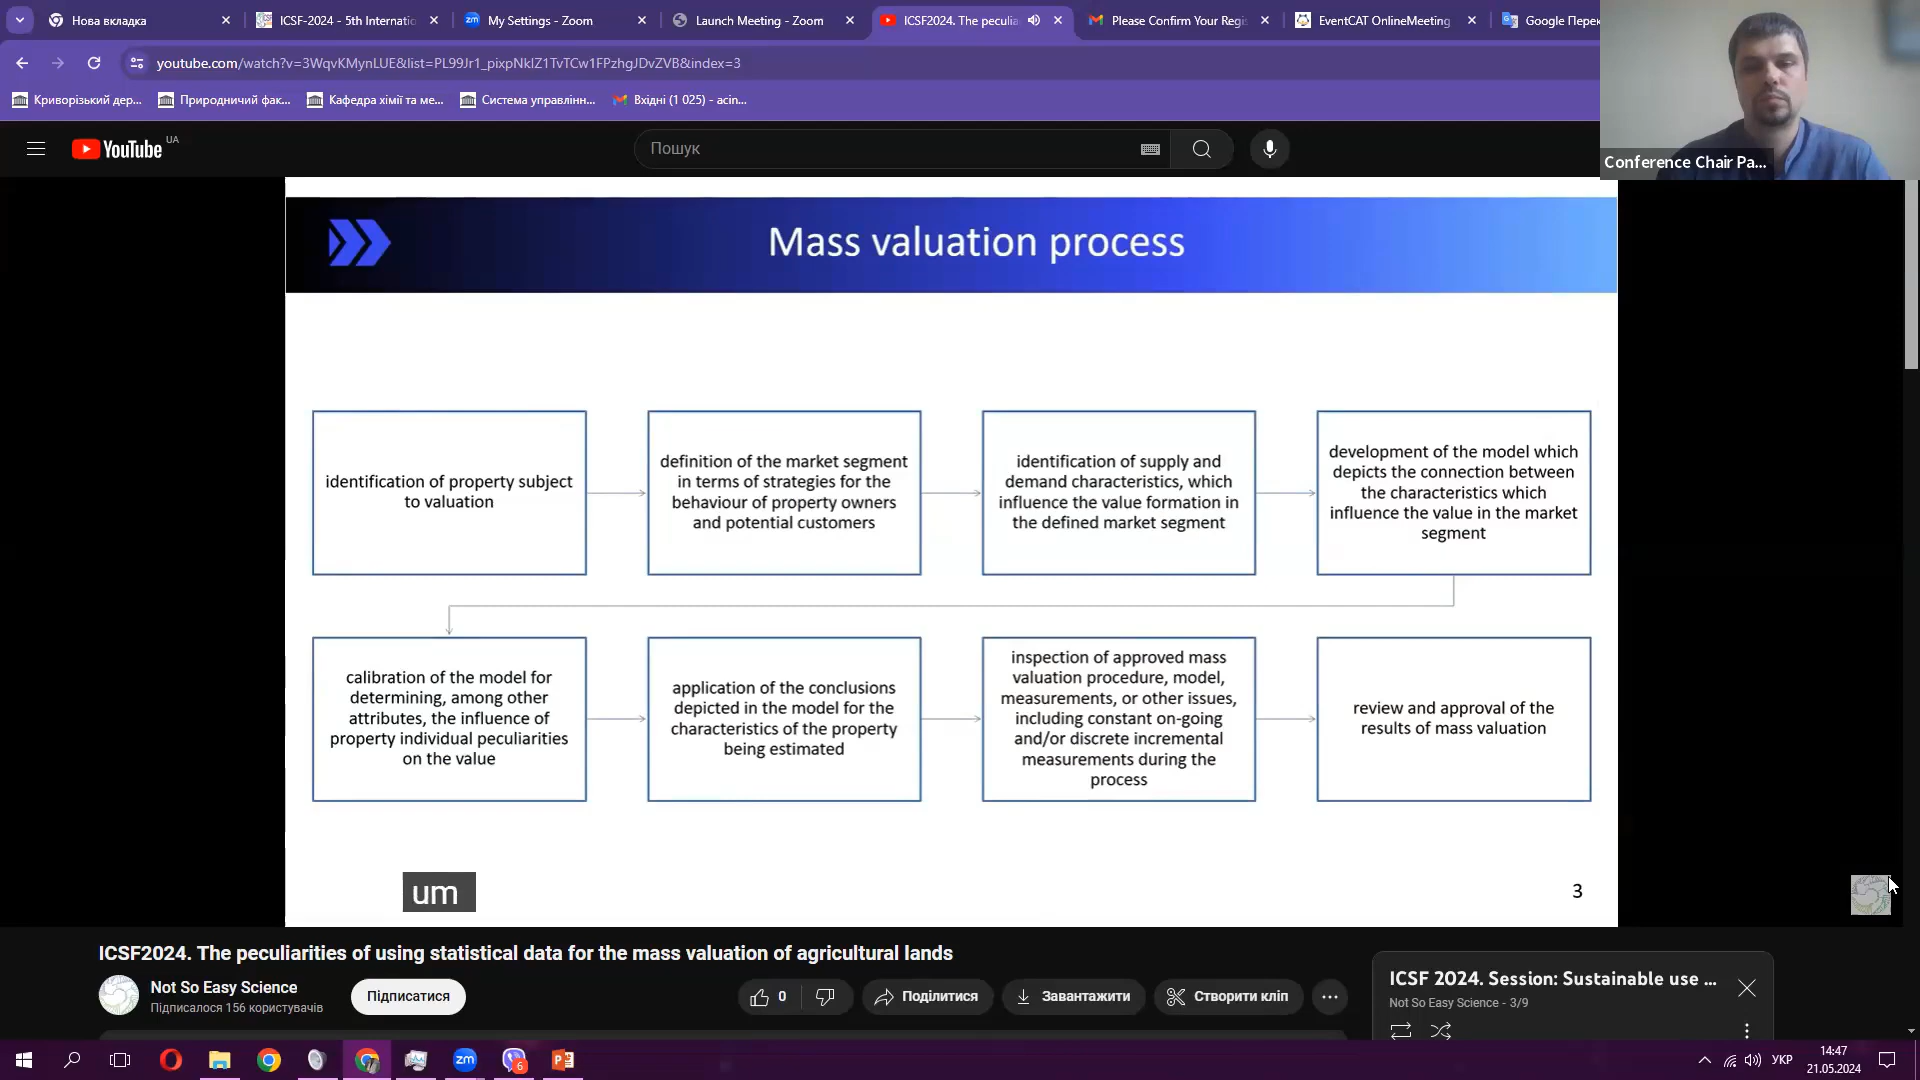 Нова вкладка
ICSF-2024 - 5th Internatio
My Settings - Zoom
Launch Meeting - Zoom
ICSF2024. The peculia
Please Confirm Your Regis
EventCAT OnlineMeeting
Google Перек
youtube.com/watch?v=3WqvKMynLUE&list=PL99Jr1_pixpNklZ1TvTCw1FPzhgJDvZVB&index=3
Криворізький дер...
Природничий фак...
Кафедра хімії та ме...
Система управлінн...
Вхідні (1 025) - acin...
YouTube UA
Пошук
Conference Chair Pa...
Mass valuation process
identification of property subject
to valuation
definition of the market segment
in terms of strategies for the
behaviour of property owners
and potential customers
identification of supply and
demand characteristics, which
influence the value formation in
the defined market segment
development of the model which
depicts the connection between
the characteristics which
influence the value in the market
segment
calibration of the model for
determining, among other
attributes, the influence of
property individual peculiarities
on the value
application of the conclusions
depicted in the model for the
characteristics of the property
being estimated
inspection of approved mass
valuation procedure, model,
measurements, or other issues,
including constant on-going
and/or discrete incremental
measurements during the
process
review and approval of the
results of mass valuation
um
3
ICSF2024. The peculiarities of using statistical data for the mass valuation of agricultural lands
Not So Easy Science
Підписалося 156 користувачів
Підписатися
0
Поділитися
Завантажити
Створити кліп
ICSF 2024. Session: Sustainable use ...
Not So Easy Science - 3/9
zm
6
УКР
14:47
21.05.2024